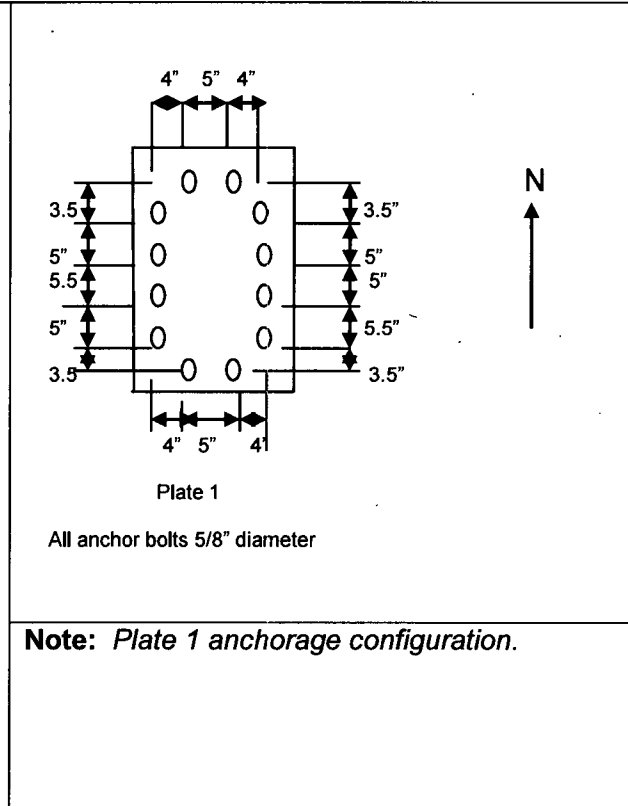 4” 5” 4”
N
3.5 3.5”
5” 5”
5.5 5”
5” 5.5”
3.5 3.5”
4” 5” 4’
Plate 1
All anchor bolts 5/8” diameter
Note: Plate 1 anchorage configuration.